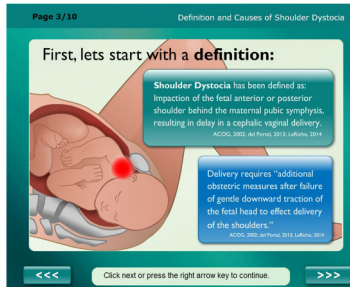 Page 3/10
Definition and Causes of Shoulder Dystocia
First, lets start with a definition:
Shoulder Dystocia has been defined as:
Impaction of the fetal anterior or posterior
shoulder behind the maternal pubic symphysis,
resulting in delay in a cephalic vaginal delivery.
ACOG, 2002; del Portal, 2013; LeRiche, 2014
Delivery requires "additional
obstetric measures after failure
of gentle downward traction of
the fetal head to effect delivery
of the shoulders."
ACOG, 2002; del Portal, 2013; LeRiche, 2014
<<<
Click next or press the right arrow key to continue.
>>>